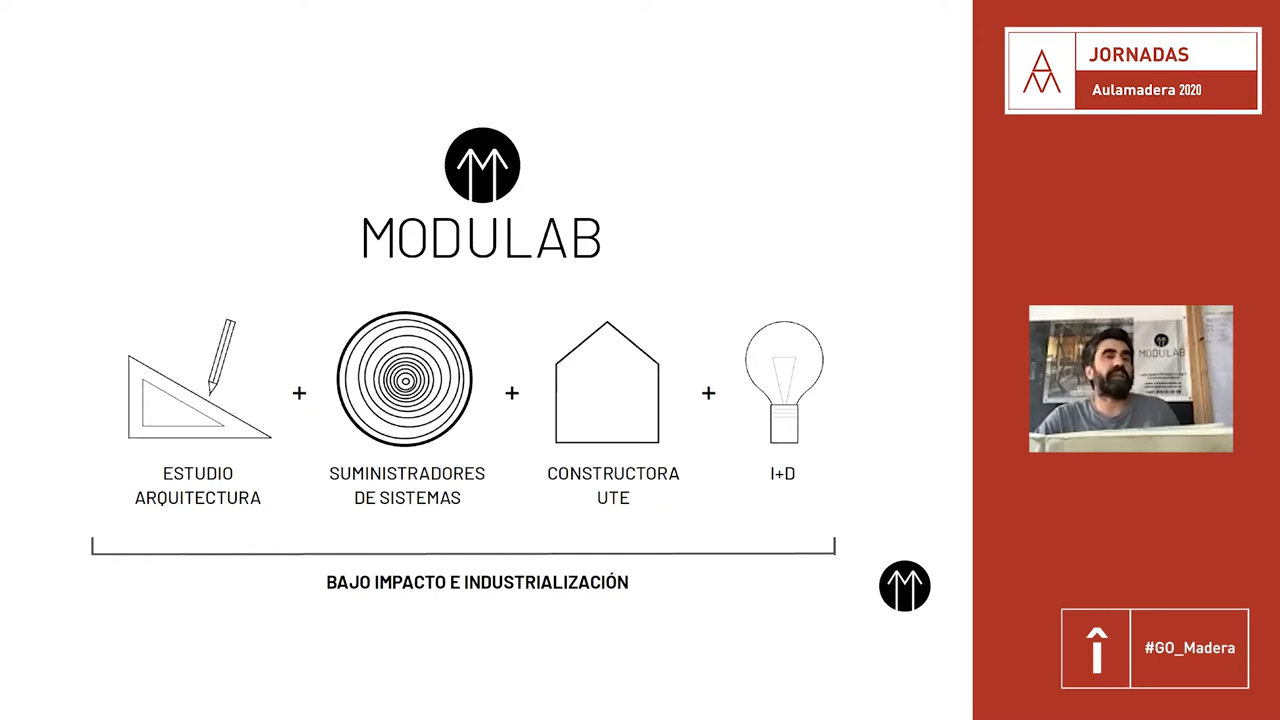 MODULAB
ESTUDIO
ARQUITECTURA
+
SUMINISTRADORES
DE SISTEMAS
+
CONSTRUCTORA
UTE
+
I+D
BAJO IMPACTO E INDUSTRIALIZACIÓN
JORNADAS
Aulamadera 2020
MODULAB
#GO_Madera